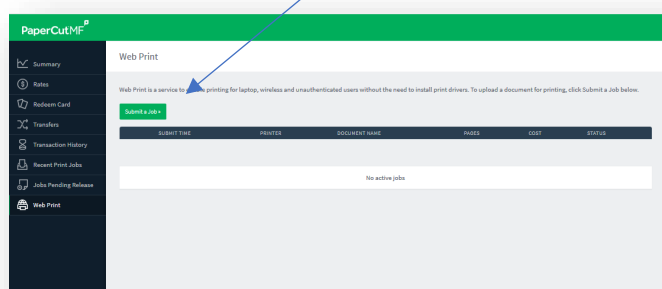 PaperCutMF
Summary
Rates
Redeem Card
Transfers
Transaction History
Recent Print Jobs
Jobs Pending Release
Web Print
Web Print
Web Print is a service to printing for laptop, wireless and unauthenticated users without the need to install print drivers. To upload a document for printing, click Submit a Job below.
Submit a Job »
SUBMIT TIME PRINTER DOCUMENT NAME PAGES COST STATUS
No active jobs